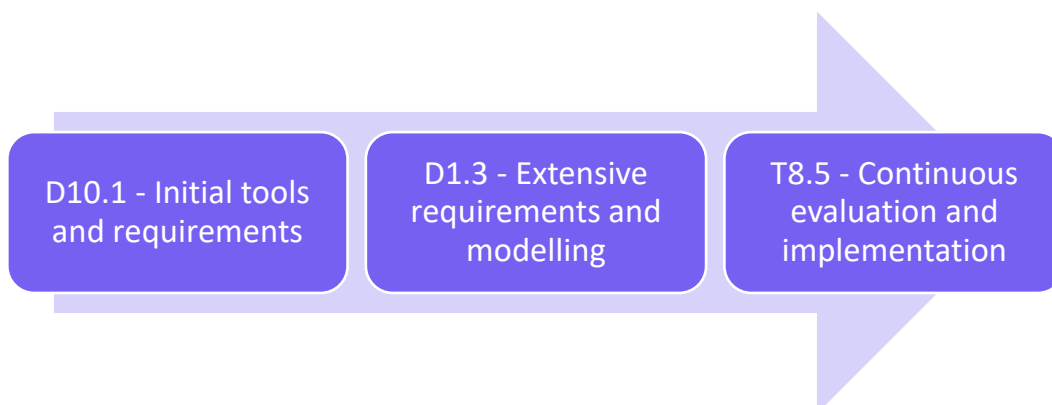 D10.1 - Initial tools
and requirements
D1.3 - Extensive
requirements and
modelling
T8.5 - Continuous
evaluation and
implementation